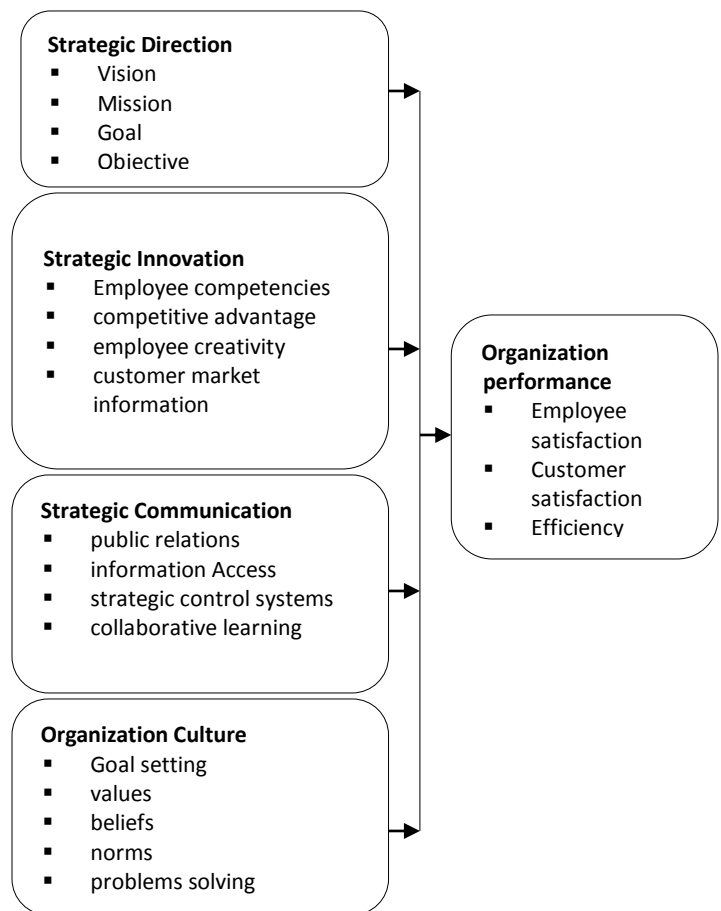 Strategic Direction
▪ Vision
▪ Mission
▪ Goal
▪ Objective
Strategic Innovation
▪ Employee competencies
▪ competitive advantage
▪ employee creativity
▪ customer market
information
Strategic Communication
▪ public relations
▪ information Access
▪ strategic control systems
▪ collaborative learning
Organization Culture
▪ Goal setting
▪ values
▪ beliefs
▪ norms
▪ problems solving
Organization
performance
▪ Employee
satisfaction
▪ Customer
satisfaction
▪ Efficiency